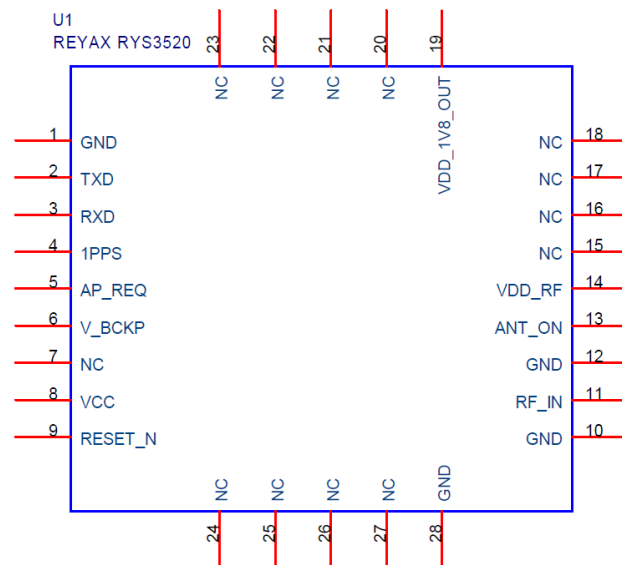 U1
REYAX RYS3520
23 22 21 20 19
NC NC NC NC VDD_1V8_OUT
1 GND
2 TXD
3 RXD
4 1PPS
5 AP_REQ
6 V_BCKP
7 NC
8 VCC
9 RESET_N
NC 18
NC 17
NC 16
NC 15
VDD_RF 14
ANT_ON 13
GND 12
RF_IN 11
GND 10
NC NC NC NC GND
24 25 26 27 28